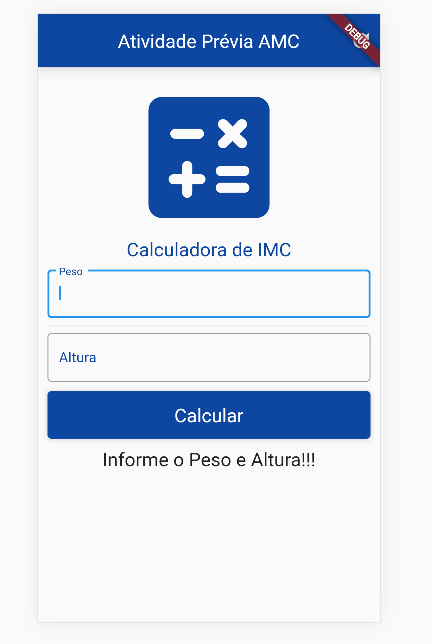 Atividade Prévia AMC
DEBUG
Calculadora de IMC
Peso
Altura
Calcular
Informe o Peso e Altura!!!